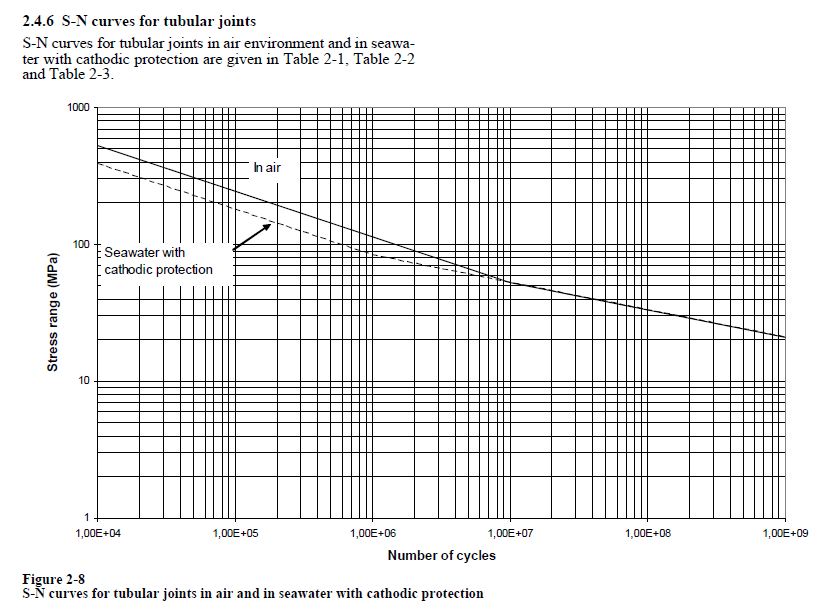 2.4.6 S-N curves for tubular joints
S-N curves for tubular joints in air environment and in seawa-
ter with cathodic protection are given in Table 2-1, Table 2-2
and Table 2-3.
1000
In air
100
Seawater with
cathodic protection
Stress range (MPa)
10
1
1,00E+04 1,00E+05 1,00E+06 1,00E+07 1,00E+08 1,00E+09
Number of cycles
Figure 2-8
S-N curves for tubular joints in air and in seawater with cathodic protection